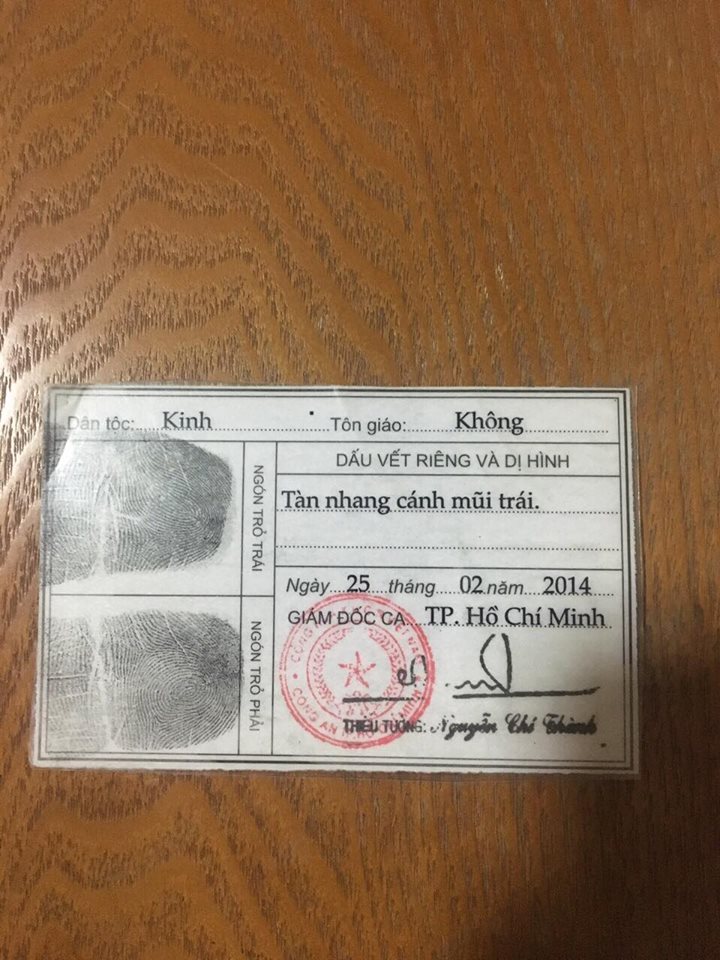 Dân tộc: Kinh Tôn giáo: Không
DẤU VẾT RIÊNG VÀ DỊ HÌNH
Tàn nhang cánh mũi trái.
NGÓN TRỎ TRÁI
NGÓN TRỎ PHẢI
Ngày 25 tháng 02 năm 2014
GIÁM ĐỐC CA TP. Hồ Chí Minh
THIẾU TƯỚNG: Nguyễn Chí Thành